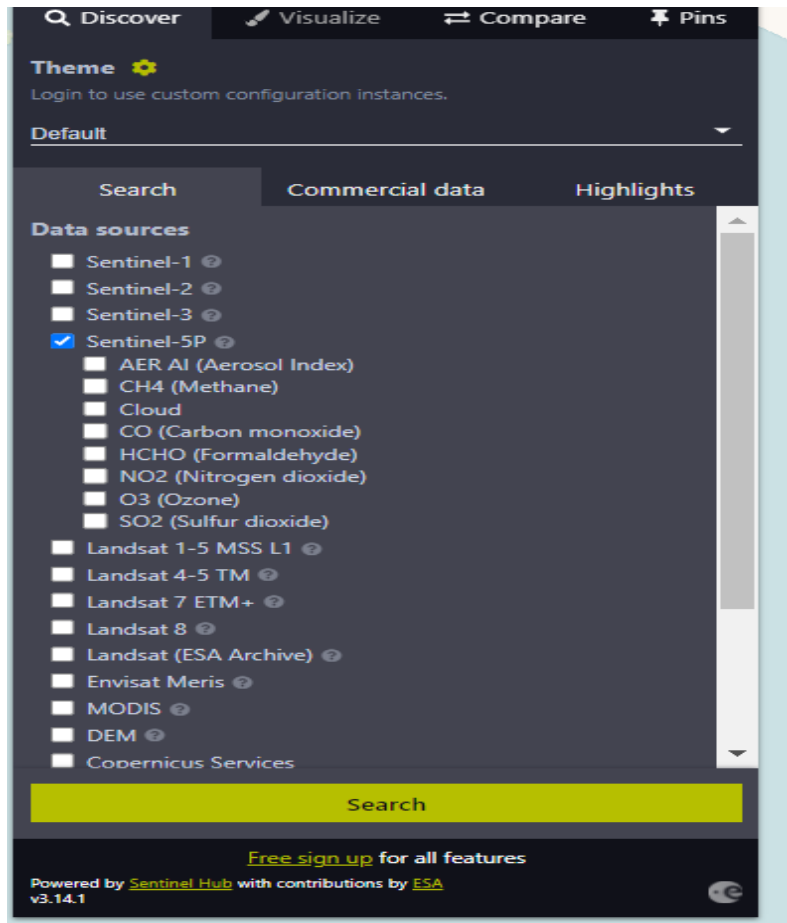 Discover Visualize Compare Pins
Theme
Login to use custom configuration instances.
Default
Search Commercial data Highlights
Data sources
Sentinel-1
Sentinel-2
Sentinel-3
Sentinel-5P
AER AI (Aerosol Index)
CH4 (Methane)
Cloud
CO (Carbon monoxide)
HCHO (Formaldehyde)
NO2 (Nitrogen dioxide)
O3 (Ozone)
SO2 (Sulfur dioxide)
Landsat 1-5 MSS L1
Landsat 4-5 TM
Landsat 7 ETM+
Landsat 8
Landsat (ESA Archive)
Envisat Meris
MODIS
DEM
Copernicus Services
Search
Free sign up for all features
Powered by Sentinel Hub with contributions by ESA
v3.14.1